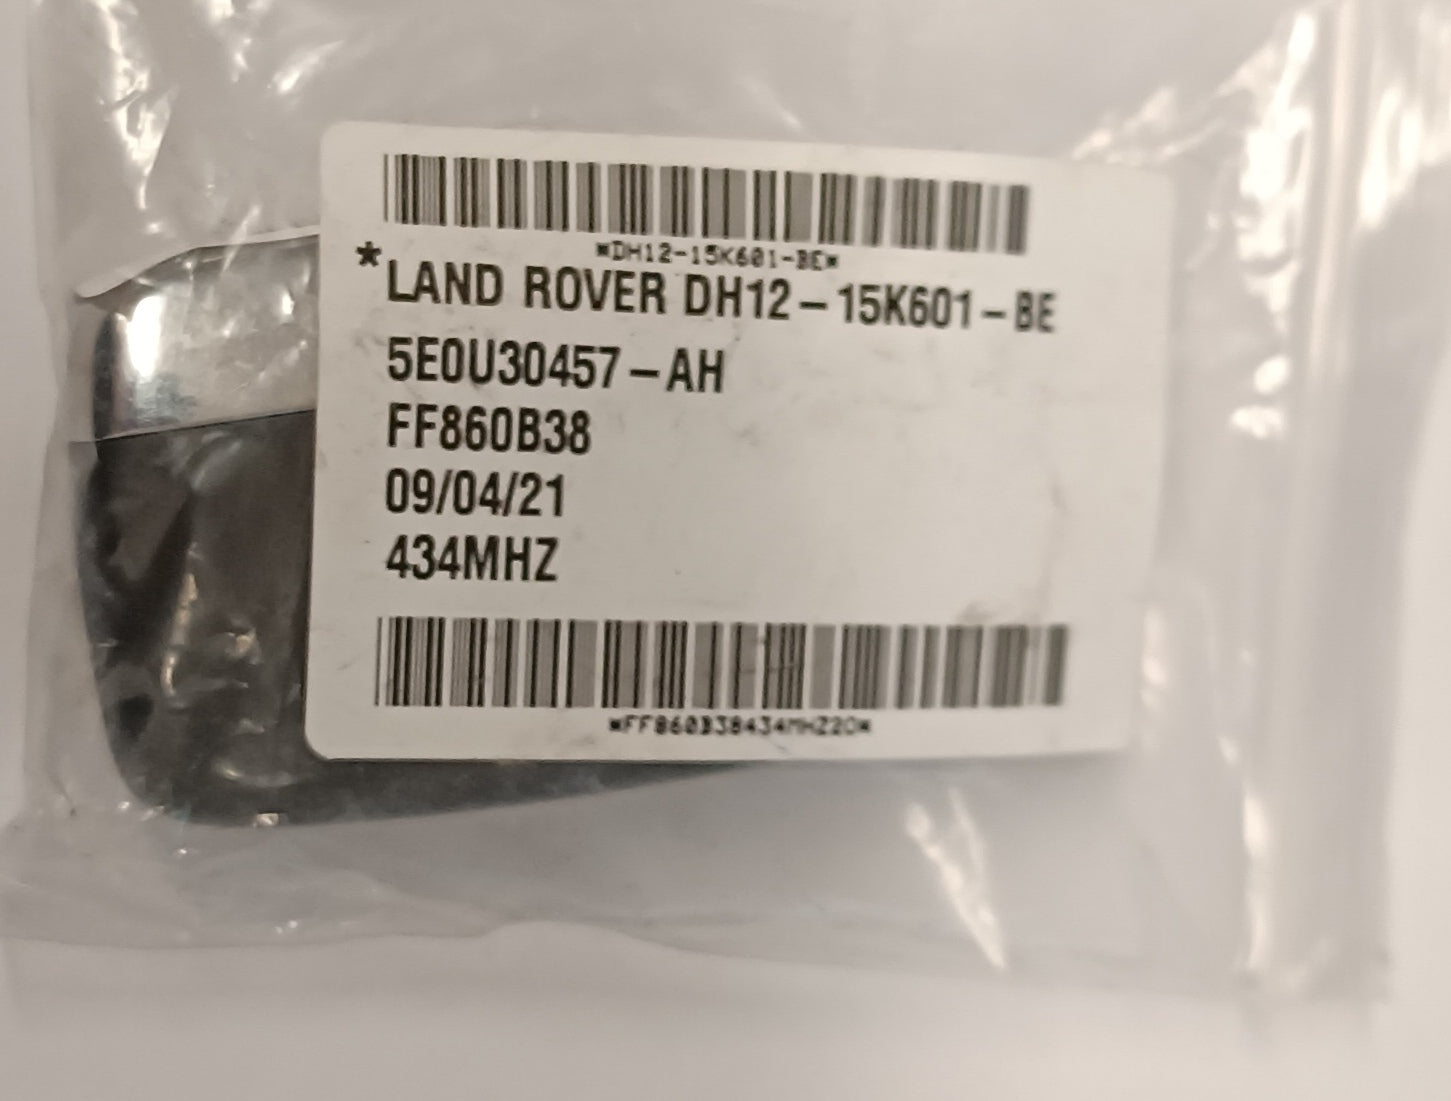 *DH12-15K601-BE*
*LAND ROVER DH12-15K601-BE
5E0U30457-AH
FF860B38
09/04/21
434MHZ
*FF860B38434MHZ20*